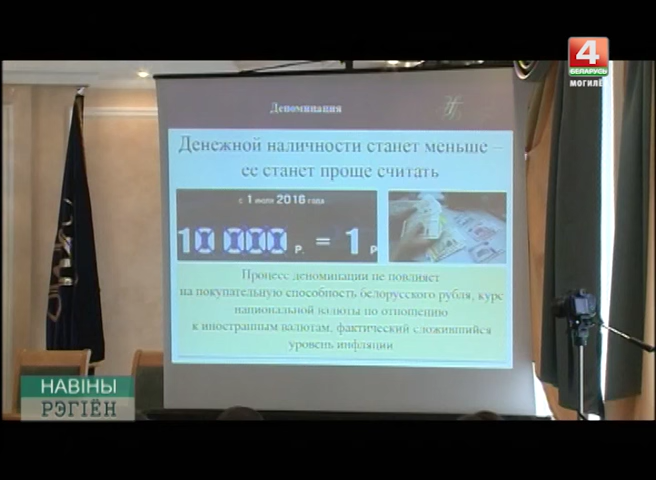 4
БЕЛАРУСЬ
МОГИЛЕ
Деноминация
Денежной наличности станет меньше –
ее станет проще считать
с 1 июля 2016 года
10 000 Р. = 1 Р
Процесс деноминации не повлияет
на покупательную способность белорусского рубля, курс
национальной валюты по отношению
к иностранным валютам, фактический сложившийся
уровень инфляции
НАВІНЫ
РЭГІЁН